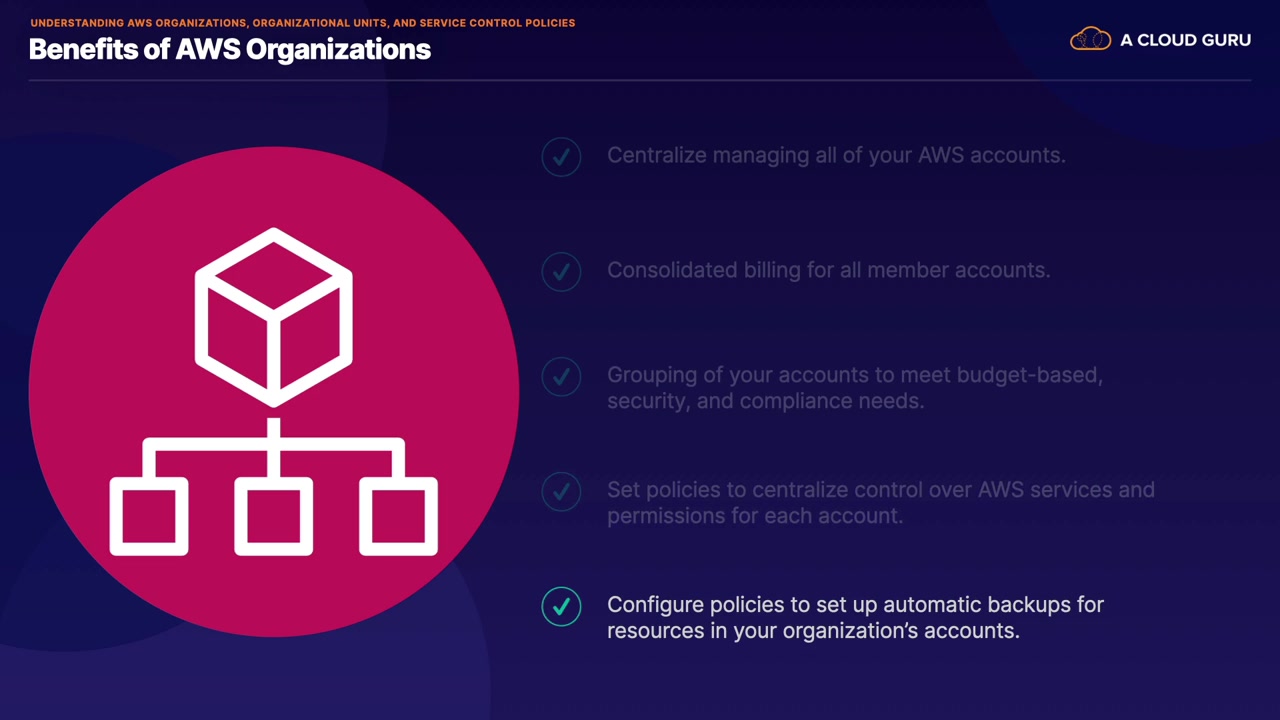 UNDERSTANDING AWS ORGANIZATIONS, ORGANIZATIONAL UNITS, AND SERVICE CONTROL POLICIES
Benefits of AWS Organizations
A CLOUD GURU
Centralize managing all of your AWS accounts.
Consolidated billing for all member accounts.
Grouping of your accounts to meet budget-based,
security, and compliance needs.
Set policies to centralize control over AWS services and
permissions for each account.
Configure policies to set up automatic backups for
resources in your organization’s accounts.